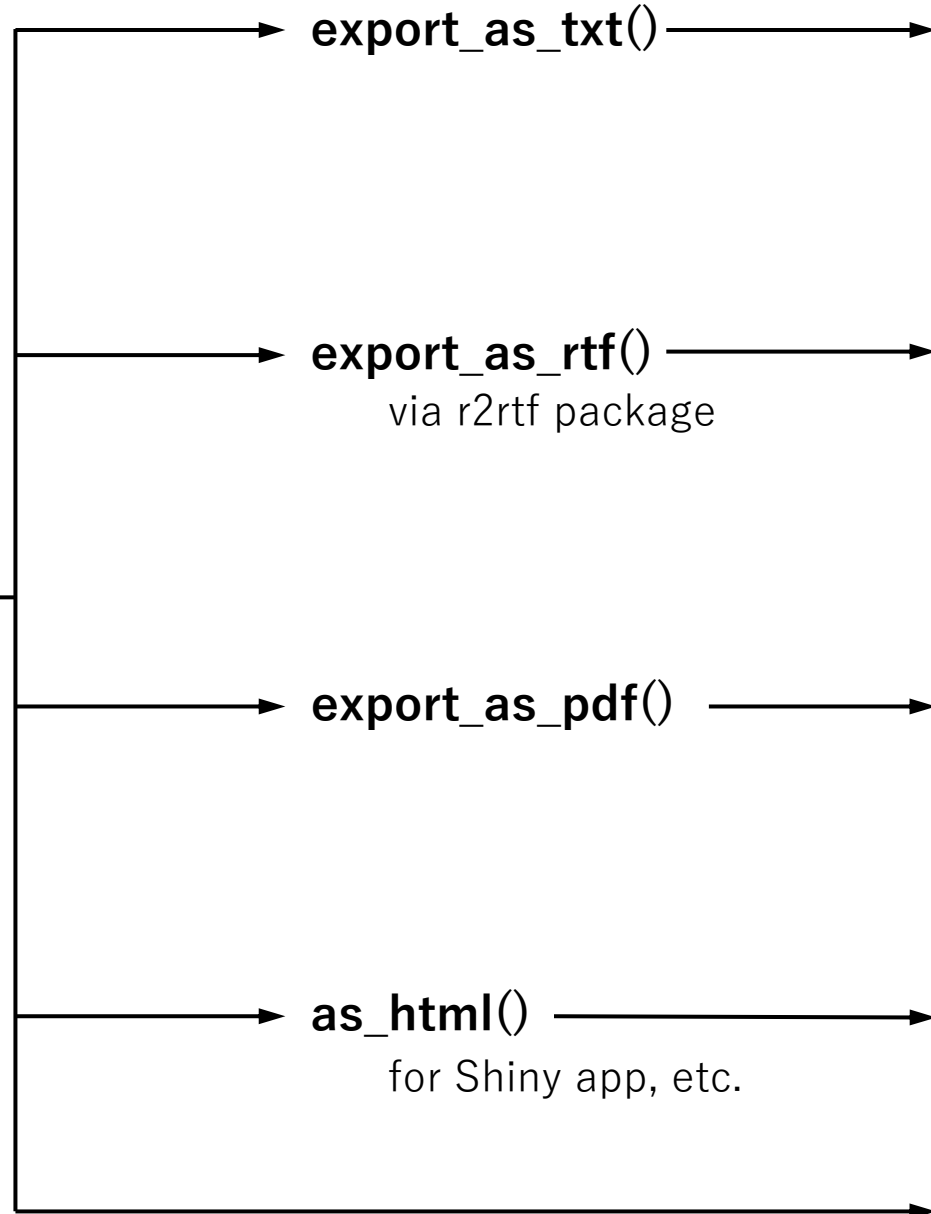 export_as_txt()
export_as_rtf()
via r2rtf package
export_as_pdf()
as_html()
for Shiny app, etc.